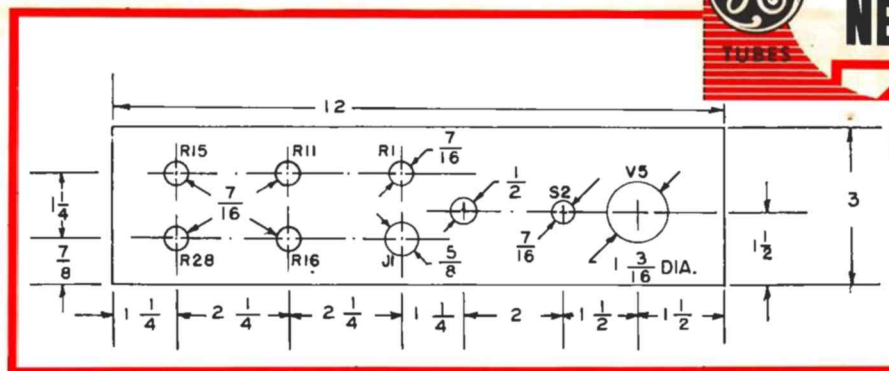 NE
TUBES
12
R15 R11 R1 7/16 V5
1/2 S2
7/16
1 1/4 3
7/16 1 1/2
7/8
R28 R16 J1 5/8 1 3/16 DIA.
1 1/4 2 1/4 2 1/4 1 1/4 2 1 1/2 1 1/2